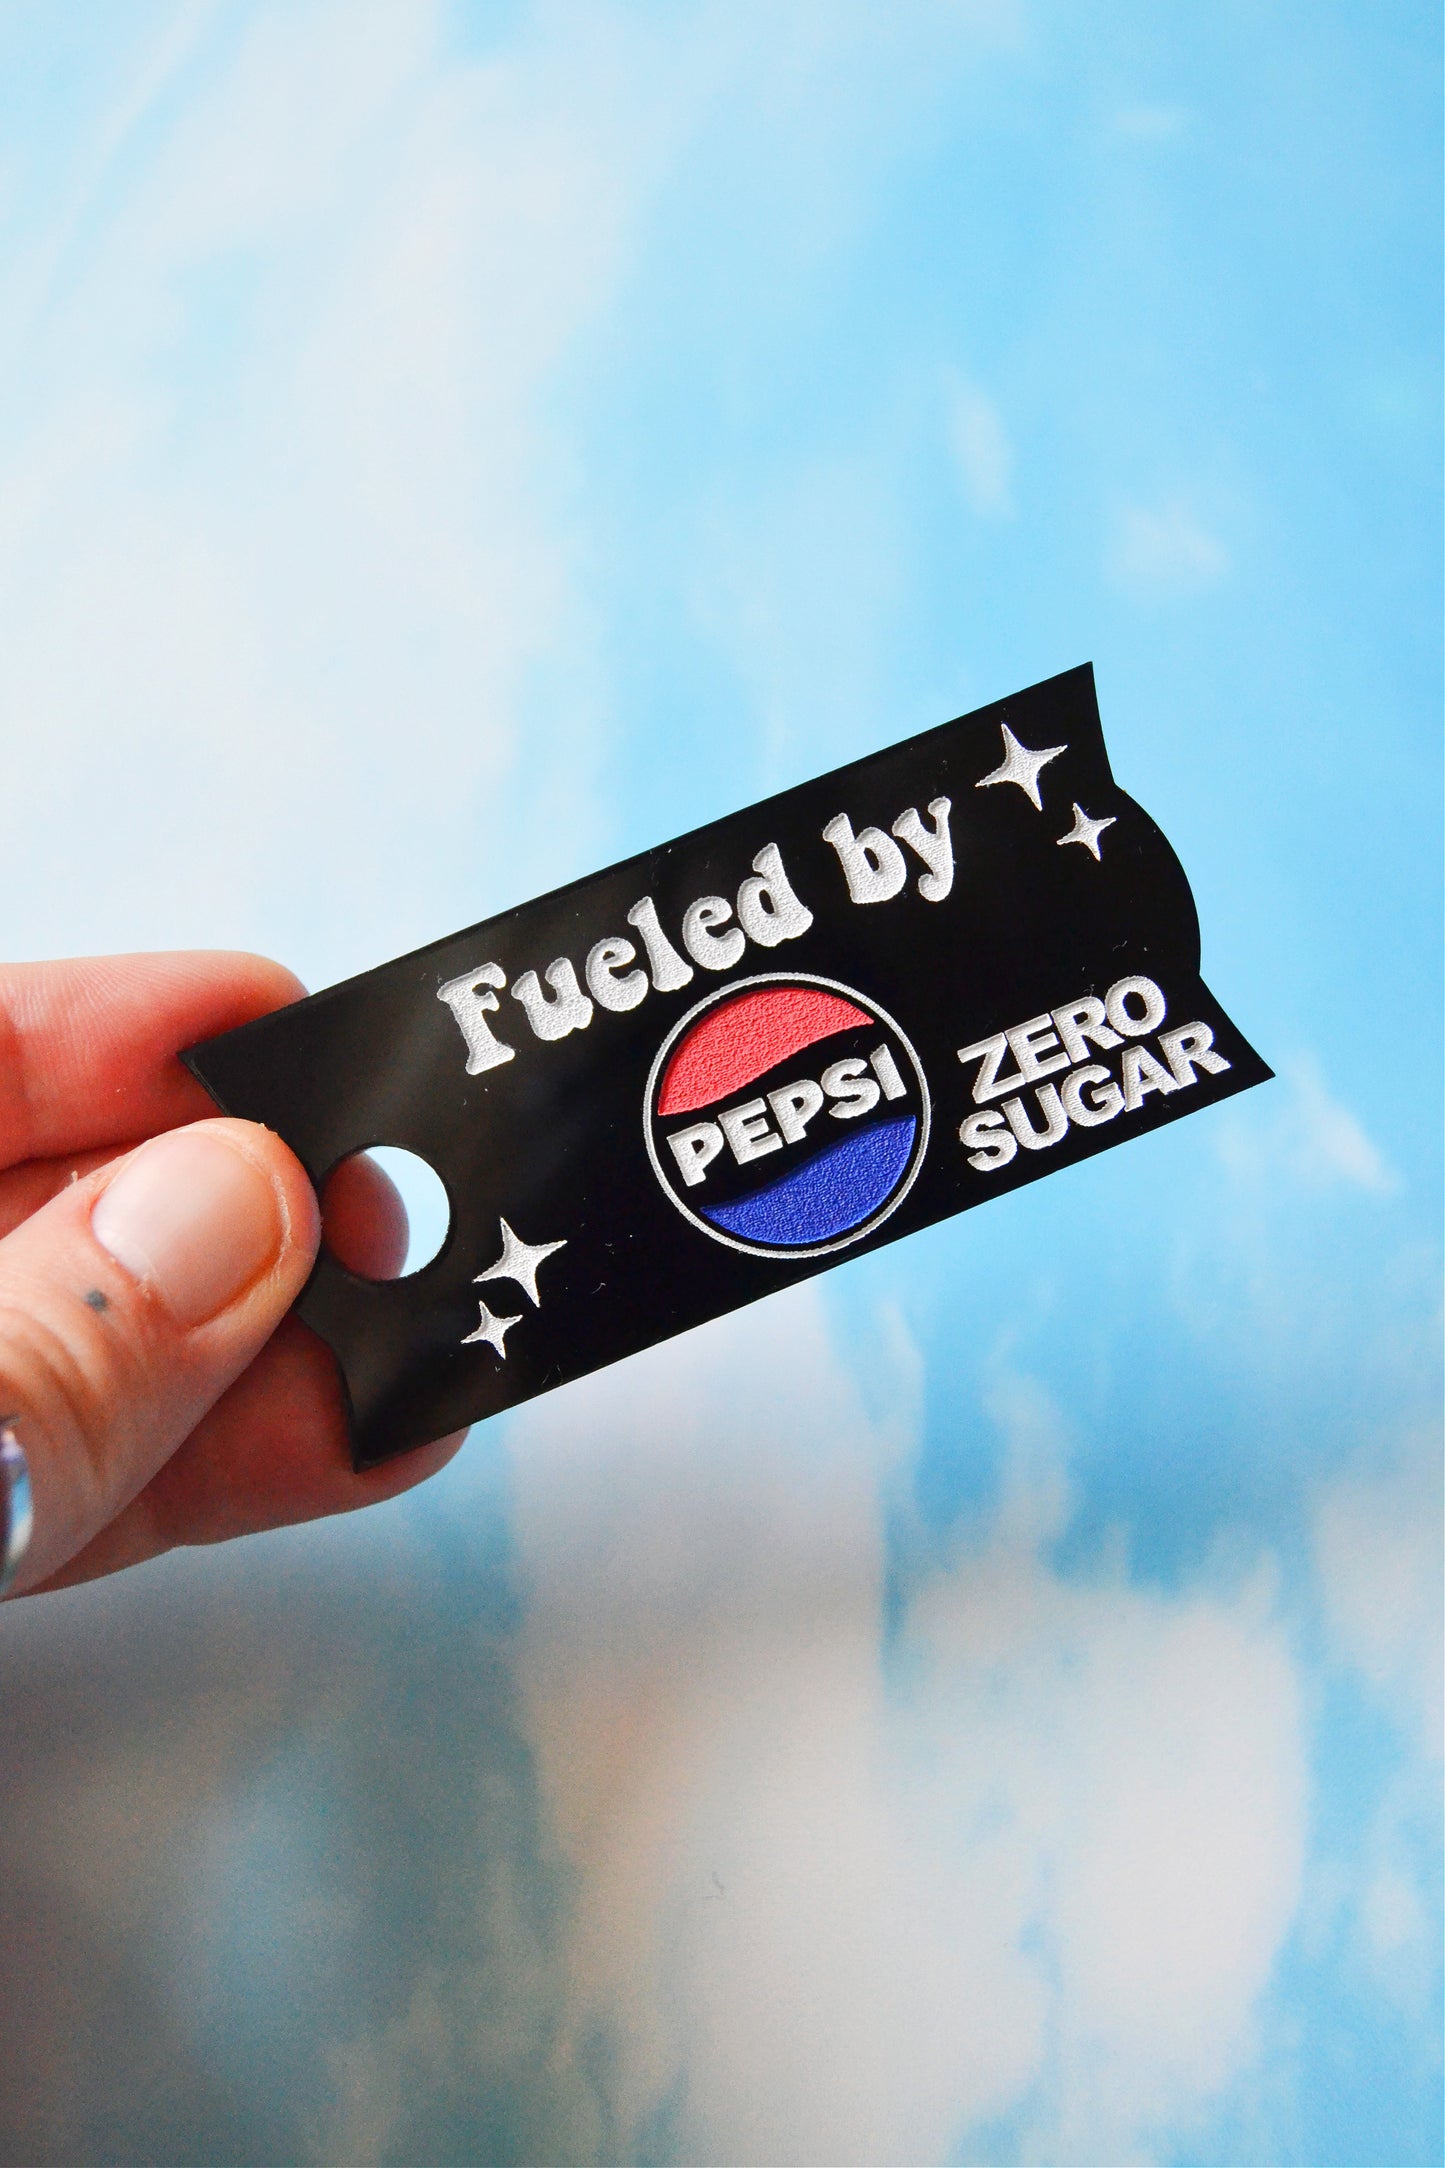 Fueled by
PEPSI
ZERO
SUGAR